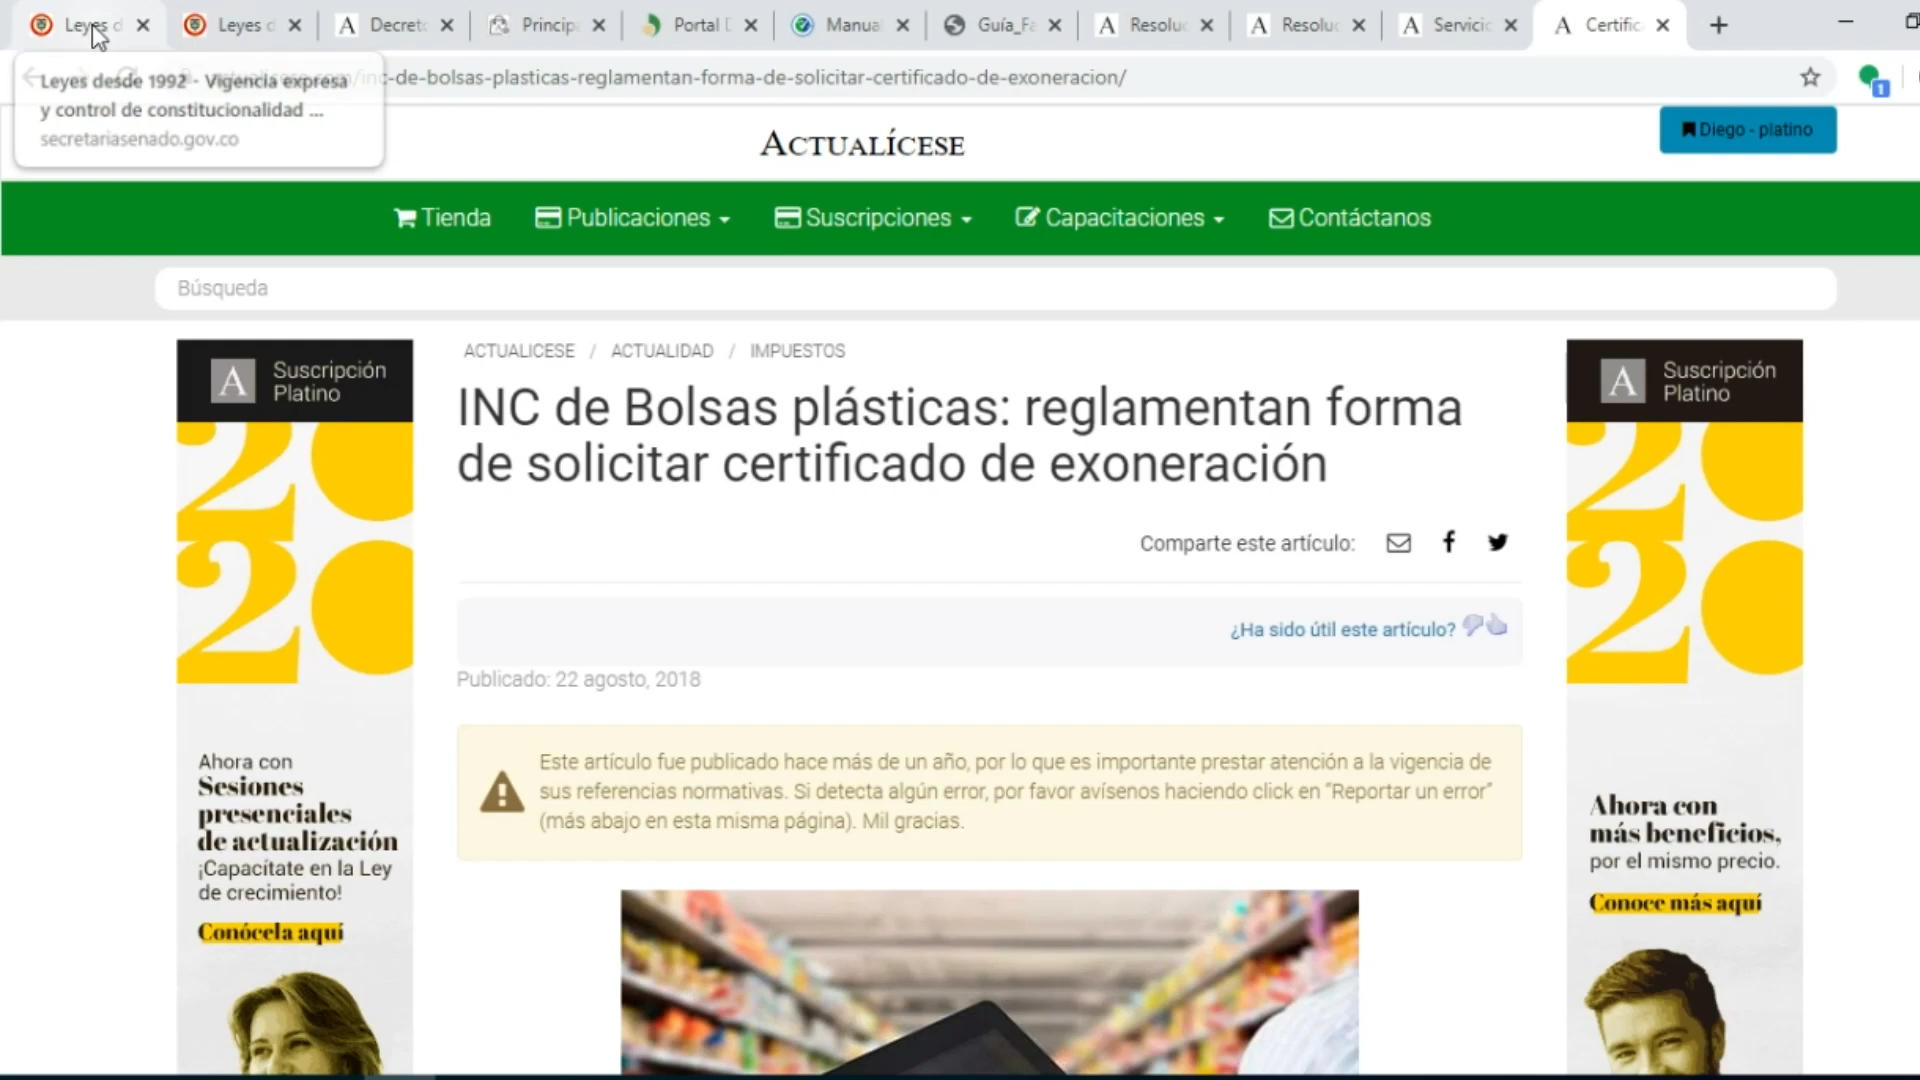 Leyes d
Leyes d
Decret
Princip
Portal D
Manua
Guía_Fa
Resoluc
Resoluc
Servicio
Certific
Leyes desde 1992 - Vigencia expresa
y control de constitucionalidad ...
secretariasenado.gov.co
/inc-de-bolsas-plasticas-reglamentan-forma-de-solicitar-certificado-de-exoneracion/
1
ACTUALÍCESE
Diego - platino
Tienda
Publicaciones
Suscripciones
Capacitaciones
Contáctanos
Búsqueda
A Suscripción
Platino
2020
Ahora con
Sesiones
presenciales
de actualización
¡Capacítate en la Ley
de crecimiento!
Conócela aquí
ACTUALICESE / ACTUALIDAD / IMPUESTOS
INC de Bolsas plásticas: reglamentan forma
de solicitar certificado de exoneración
Comparte este artículo:
¿Ha sido útil este artículo?
Publicado: 22 agosto, 2018
Este artículo fue publicado hace más de un año, por lo que es importante prestar atención a la vigencia de
sus referencias normativas. Si detecta algún error, por favor avísenos haciendo click en “Reportar un error”
(más abajo en esta misma página). Mil gracias.
A Suscripción
Platino
2020
Ahora con
más beneficios,
por el mismo precio.
Conoce más aquí